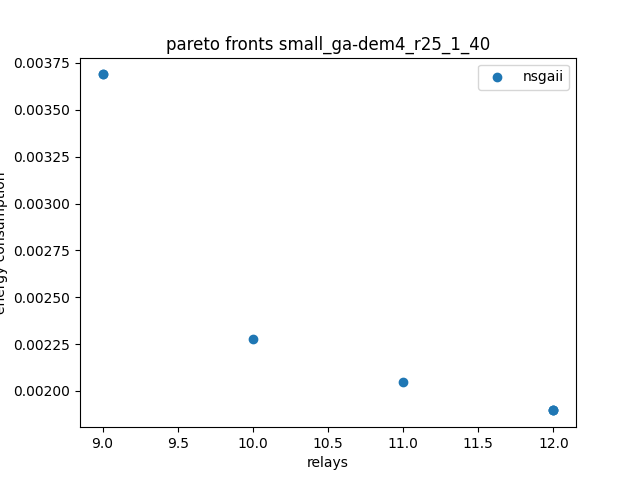 pareto fronts small_ga-dem4_r25_1_40
nsgaii
energy consumption
0.00375
0.00350
0.00325
0.00300
0.00275
0.00250
0.00225
0.00200
9.0 9.5 10.0 10.5 11.0 11.5 12.0
relays